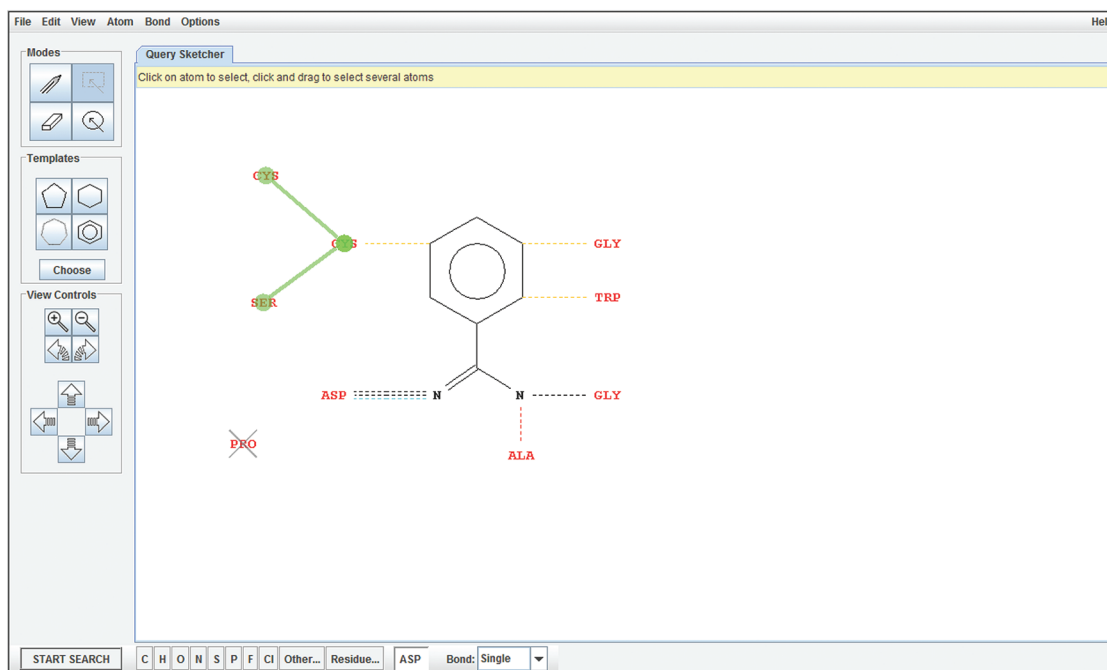 File Edit View Atom Bond Options Hel
Modes
Query Sketcher
Click on atom to select, click and drag to select several atoms
Templates
Choose
View Controls
CYS
CYS
GLY
SER
TRP
ASP
N
N
GLY
PRO
ALA
START SEARCH
C H O N S P F Cl Other... Residue... ASP Bond: Single